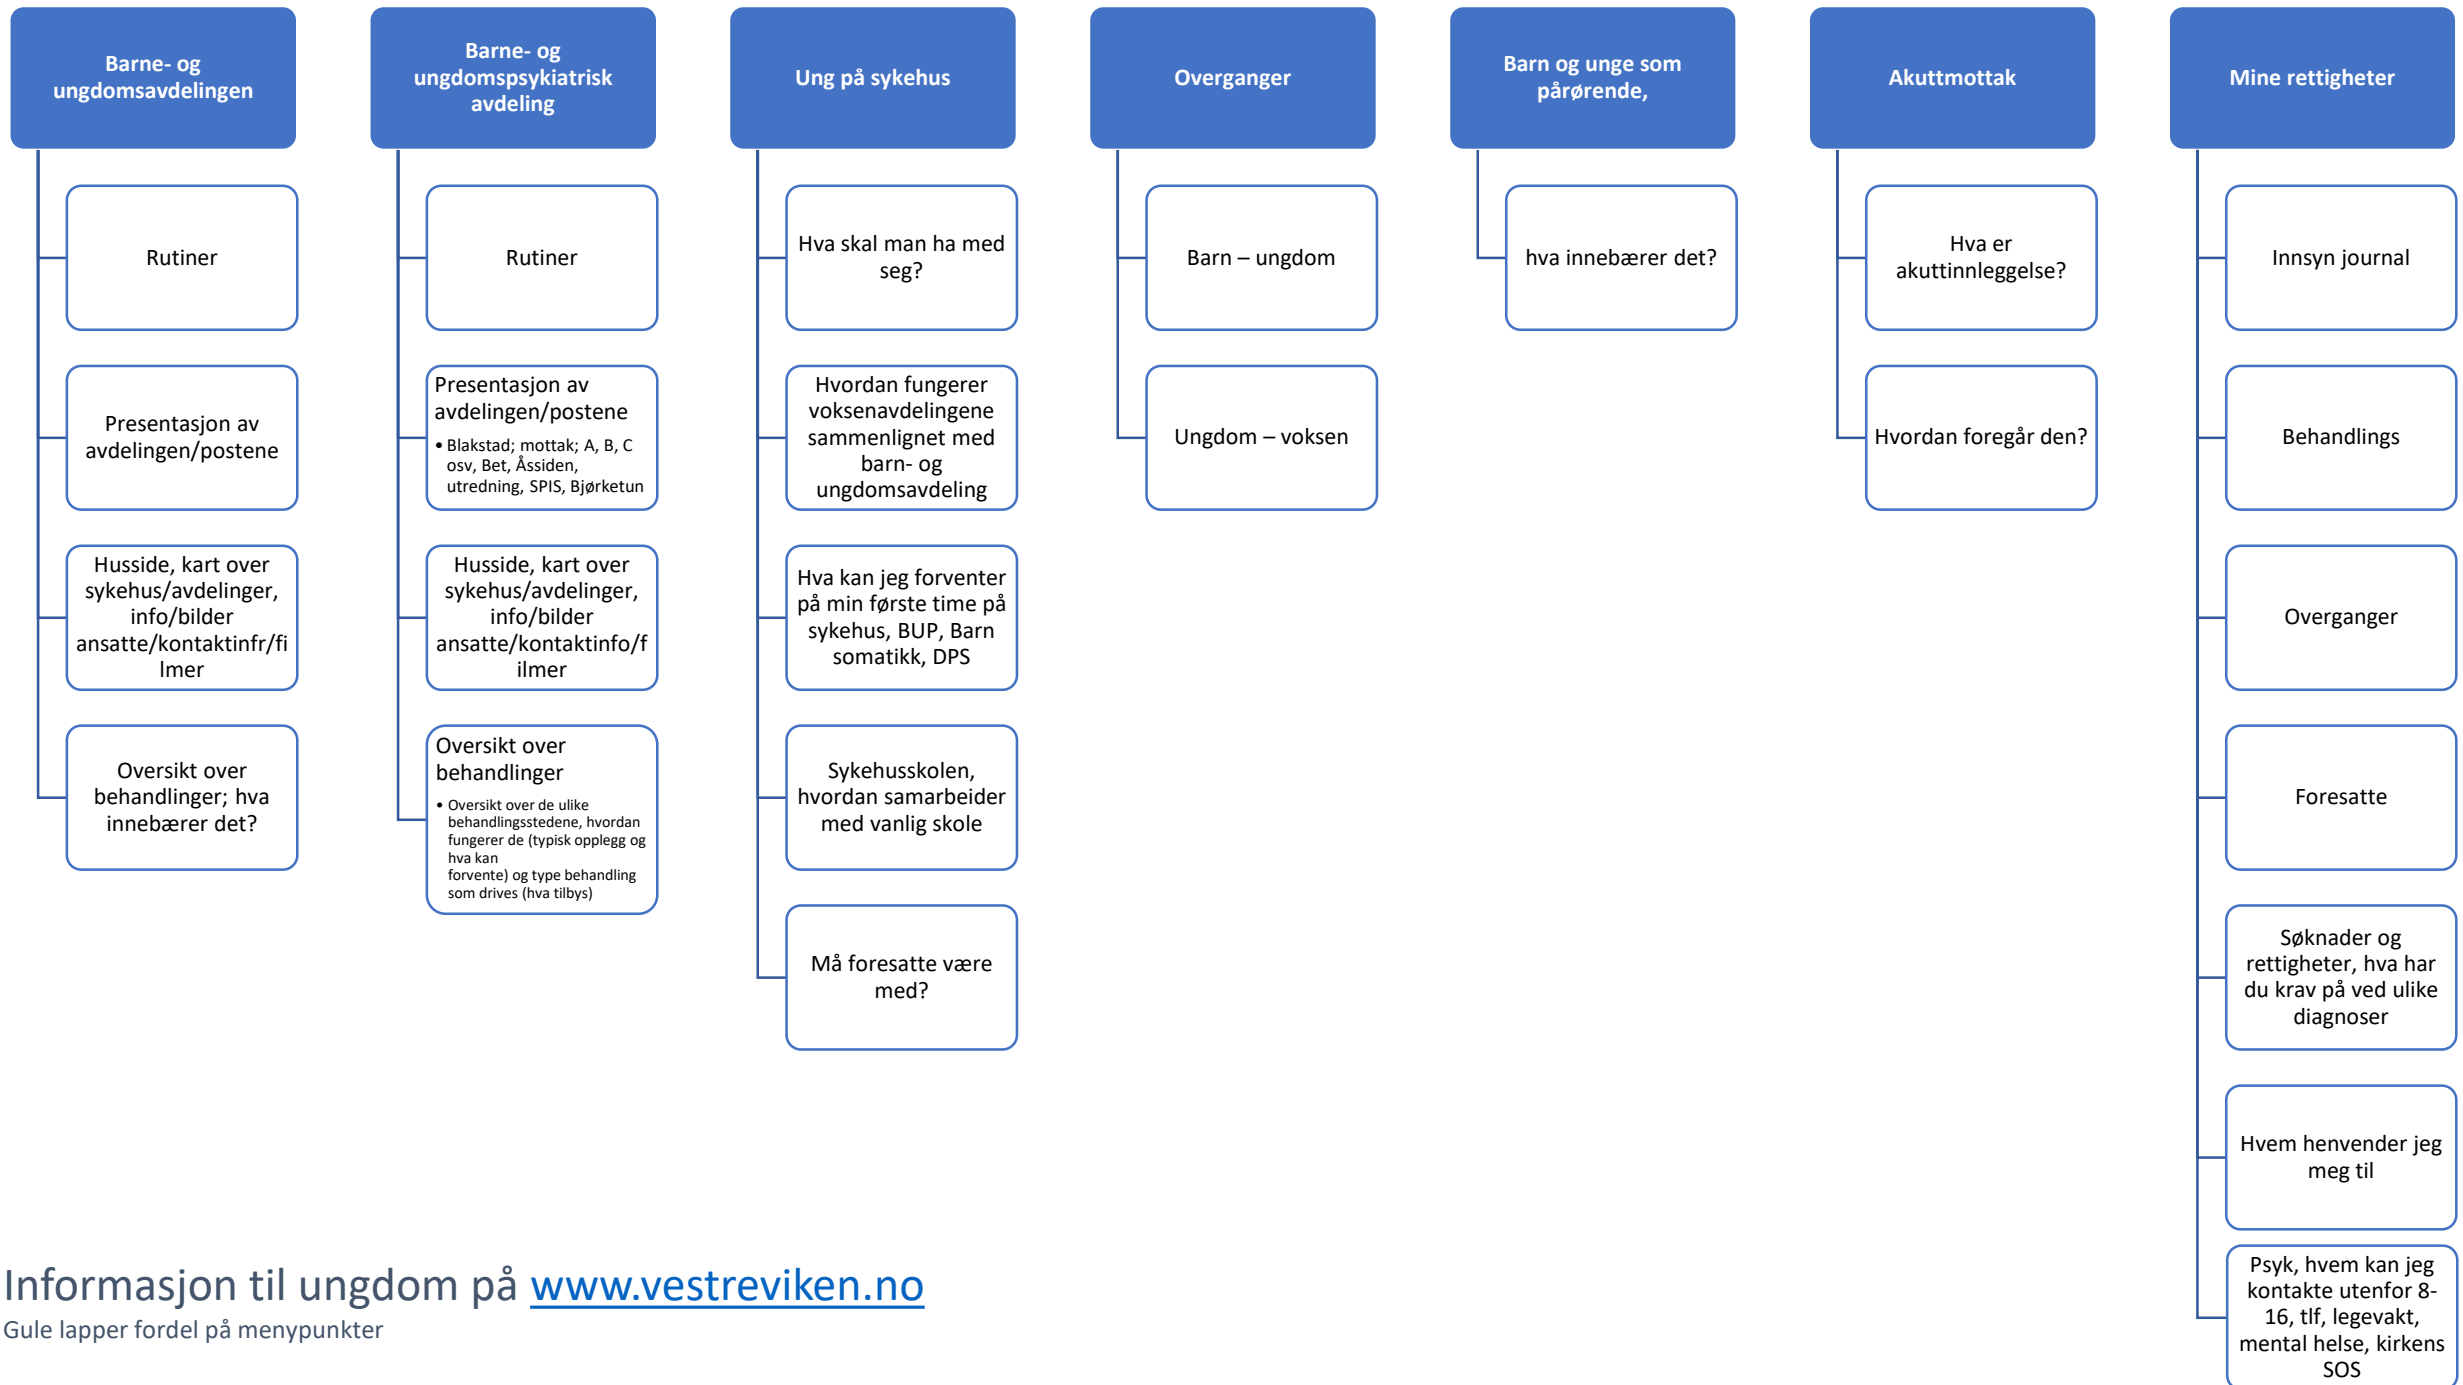 Barne- og
ungdomsavdelingen
Rutiner
Presentasjon av
avdelingen/postene
Husside, kart over
sykehus/avdelinger,
info/bilder
ansatte/kontaktinfr/fi
lmer
Oversikt over
behandlinger; hva
innebærer det?
Barne- og
ungdomspsykiatrisk
avdeling
Rutiner
Presentasjon av
avdelingen/postene
• Blakstad; mottak; A, B, C
osv, Bet, Åssiden,
utredning, SPIS, Bjørketun
Husside, kart over
sykehus/avdelinger,
info/bilder
ansatte/kontaktinfo/f
ilmer
Oversikt over
behandlinger
• Oversikt over de ulike
behandlingsstedene, hvordan
fungerer de (typisk opplegg og
hva kan
forvente) og type behandling
som drives (hva tilbys)
Ung på sykehus
Hva skal man ha med
seg?
Hvordan fungerer
voksenavdelingene
sammenlignet med
barn- og
ungdomsavdeling
Hva kan jeg forventer
på min første time på
sykehus, BUP, Barn
somatikk, DPS
Sykehusskolen,
hvordan samarbeider
med vanlig skole
Må foresatte være
med?
Overganger
Barn – ungdom
Ungdom – voksen
Barn og unge som
pårørende,
hva innebærer det?
Akuttmottak
Hva er
akuttinnleggelse?
Hvordan foregår den?
Mine rettigheter
Innsyn journal
Behandlings
Overganger
Foresatte
Søknader og
rettigheter, hva har
du krav på ved ulike
diagnoser
Hvem henvender jeg
meg til
Psyk, hvem kan jeg
kontakte utenfor 8-
16, tlf, legevakt,
mental helse, kirkens
SOS
Informasjon til ungdom på www.vestreviken.no
Gule lapper fordel på menypunkter